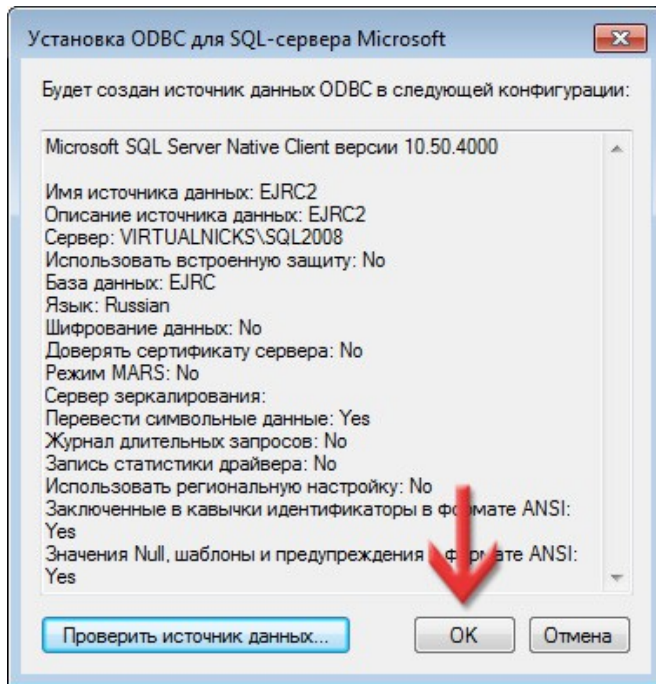 Установка ODBC для SQL-сервера Microsoft
Будет создан источник данных ODBC в следующей конфигурации:
Microsoft SQL Server Native Client версии 10.50.4000
Имя источника данных: EJRC2
Описание источника данных: EJRC2
Сервер: VIRTUALNICKS\SQL2008
Использовать встроенную защиту: No
База данных: EJRC
Язык: Russian
Шифрование данных: No
Доверять сертификату сервера: No
Режим MARS: No
Сервер зеркалирования:
Перевести символьные данные: Yes
Журнал длительных запросов: No
Запись статистики драйвера: No
Использовать региональную настройку: No
Заключенные в кавычки идентификаторы в формате ANSI:
Yes
Значения Null, шаблоны и предупреждения в формате ANSI:
Yes
Проверить источник данных... OK Отмена